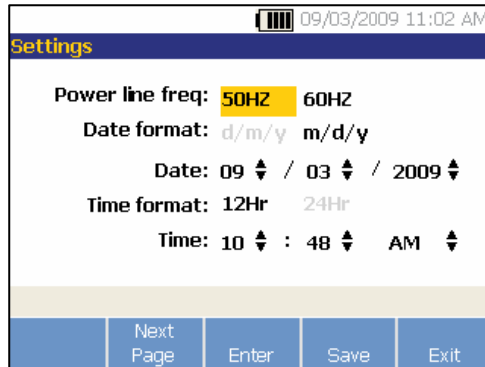 09/03/2009 11:02 AM
Settings
Power line freq: 50HZ 60HZ
Date format: d/m/y m/d/y
Date: 09 / 03 / 2009
Time format: 12Hr 24Hr
Time: 10 : 48 AM
Next Page Enter Save Exit